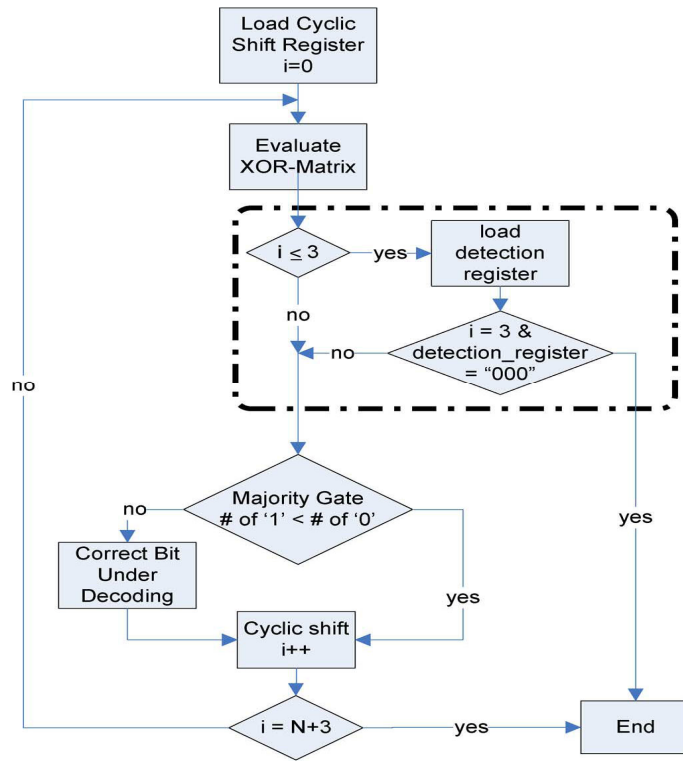 Load Cyclic
Shift Register
i=0
Evaluate
XOR-Matrix
i ≤ 3
yes
load
detection
register
no
i = 3 &
detection_register
= “000”
no
no
Majority Gate
# of ‘1’ < # of ‘0’
no
yes
Correct Bit
Under
Decoding
yes
Cyclic shift
i++
i = N+3
yes
End